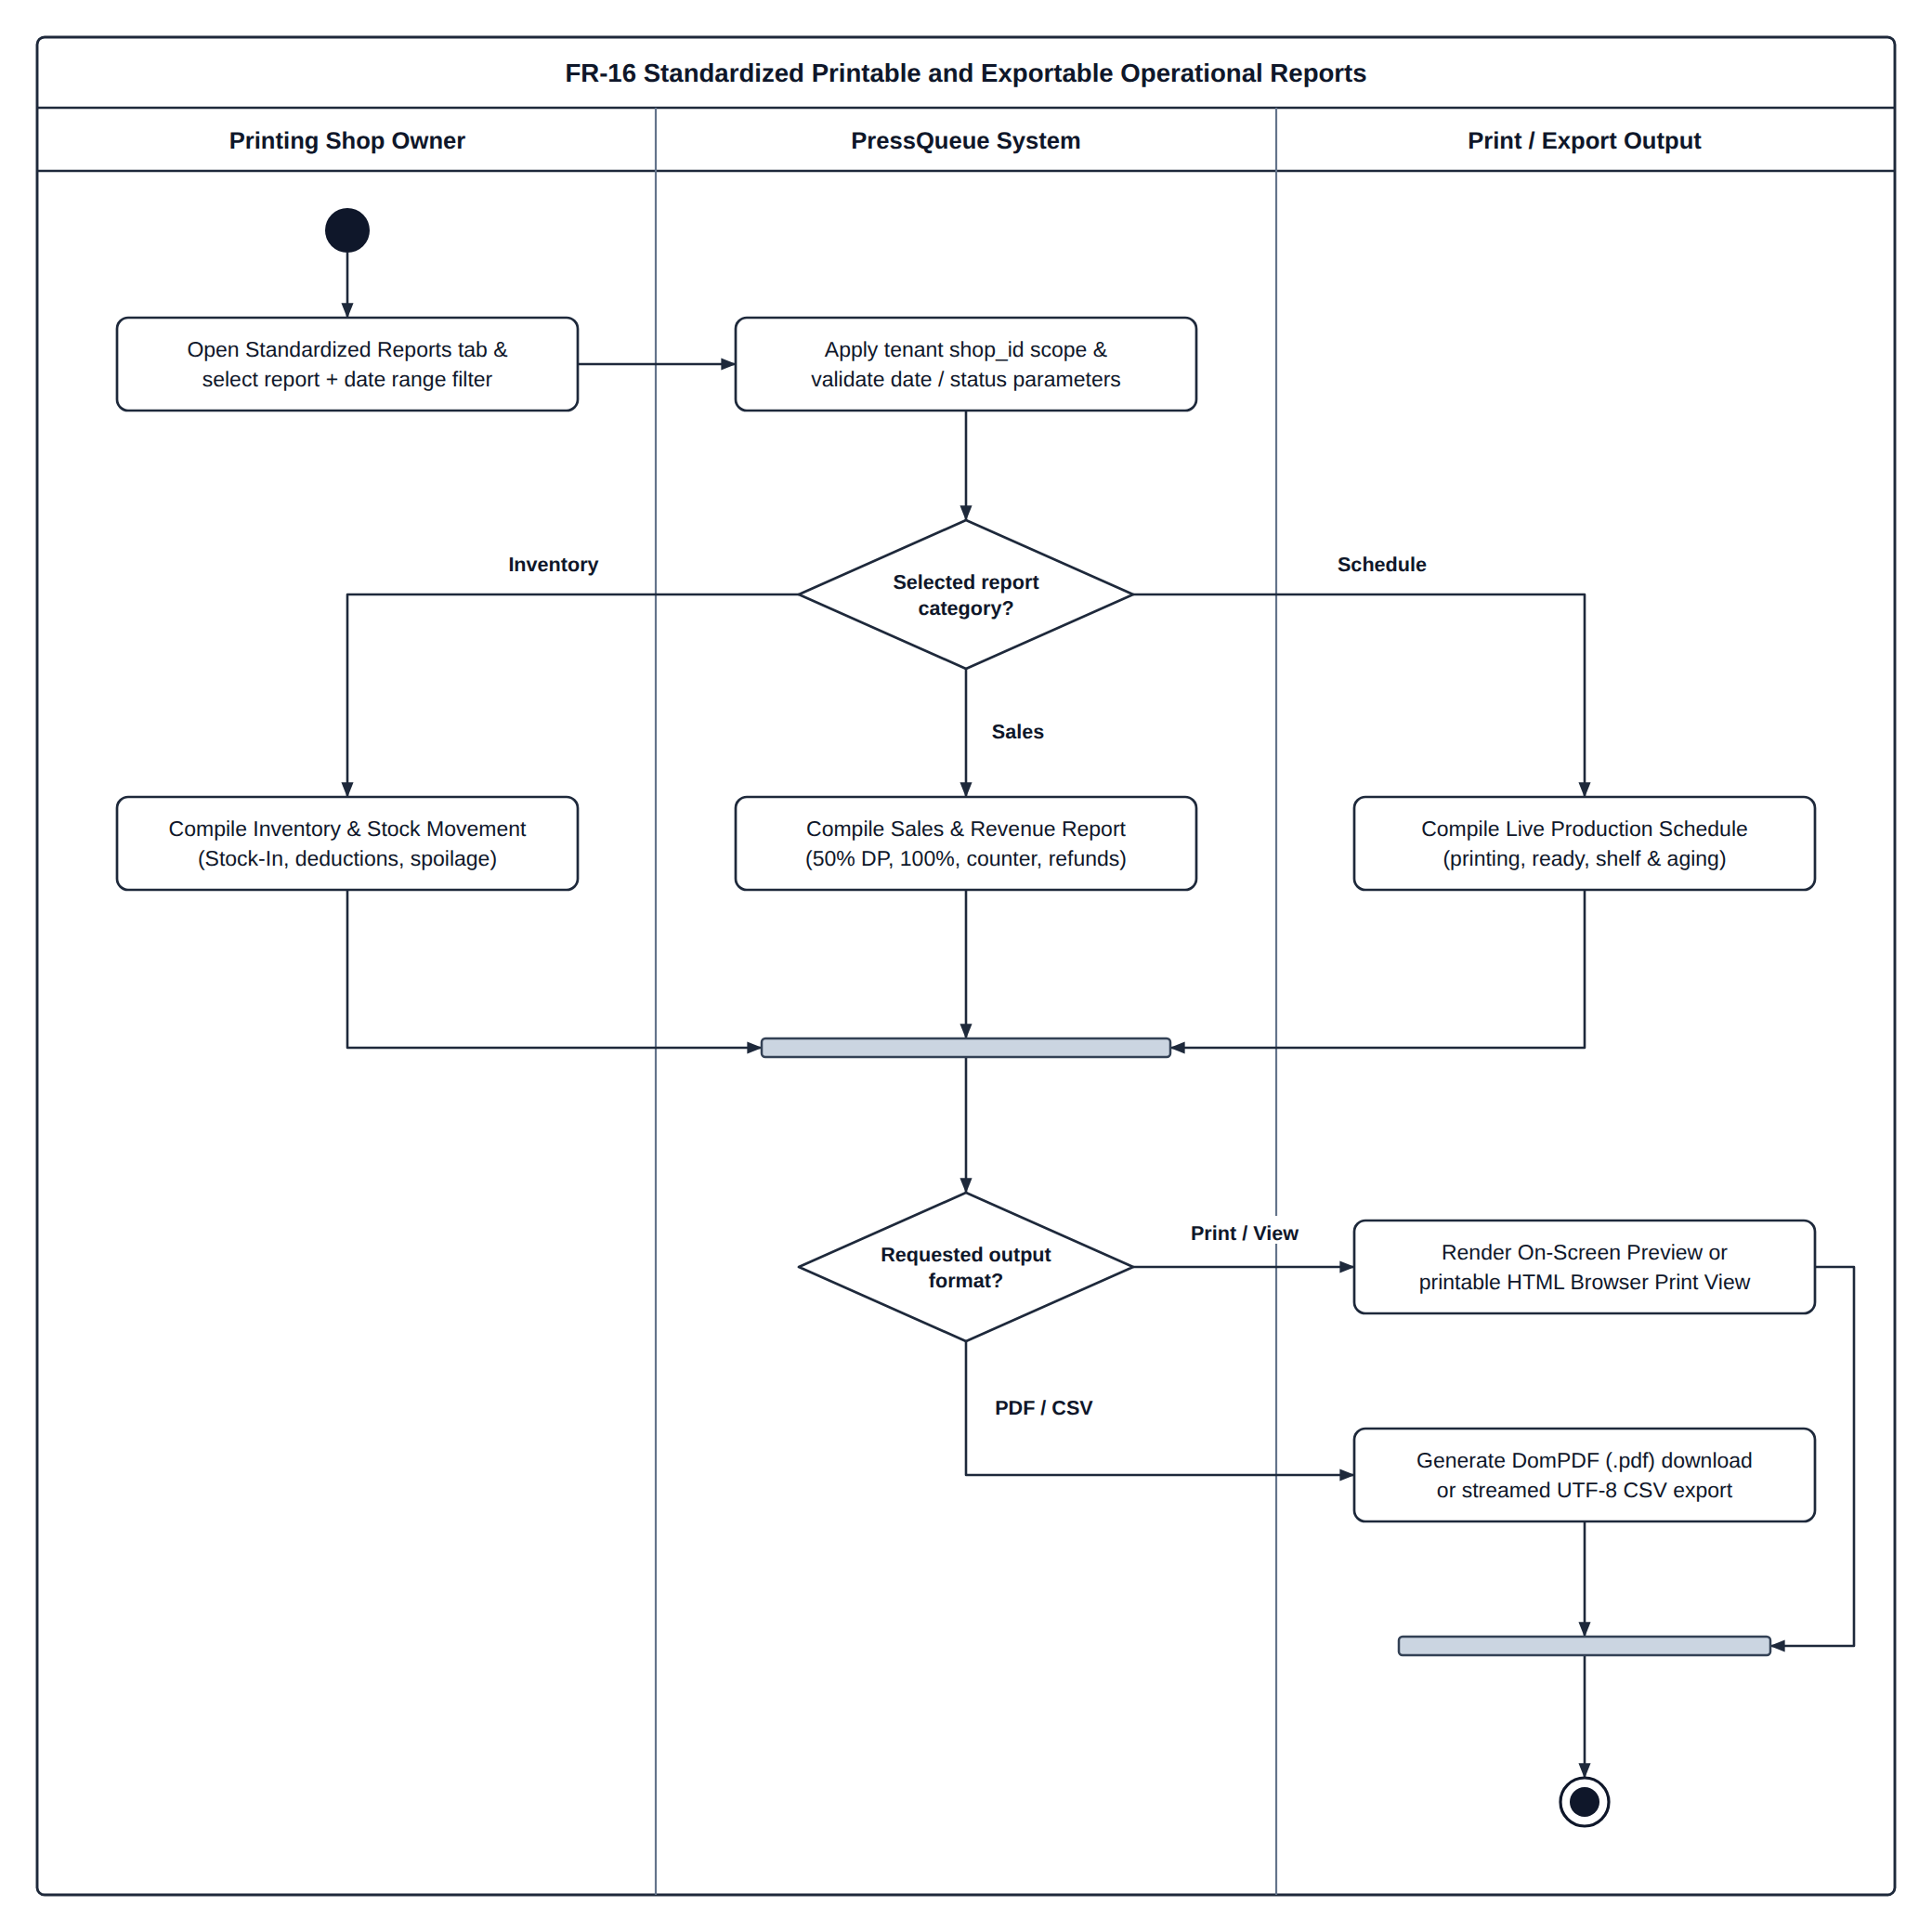 FR-16 Standardized Printable and Exportable Operational Reports
Printing Shop Owner
PressQueue System
Print / Export Output
Open Standardized Reports tab &
select report + date range filter
Apply tenant shop_id scope &
validate date / status parameters
Inventory
Selected report
category?
Schedule
Sales
Compile Inventory & Stock Movement
(Stock-In, deductions, spoilage)
Compile Sales & Revenue Report
(50% DP, 100%, counter, refunds)
Compile Live Production Schedule
(printing, ready, shelf & aging)
Requested output
format?
Print / View
Render On-Screen Preview or
printable HTML Browser Print View
PDF / CSV
Generate DomPDF (.pdf) download
or streamed UTF-8 CSV export